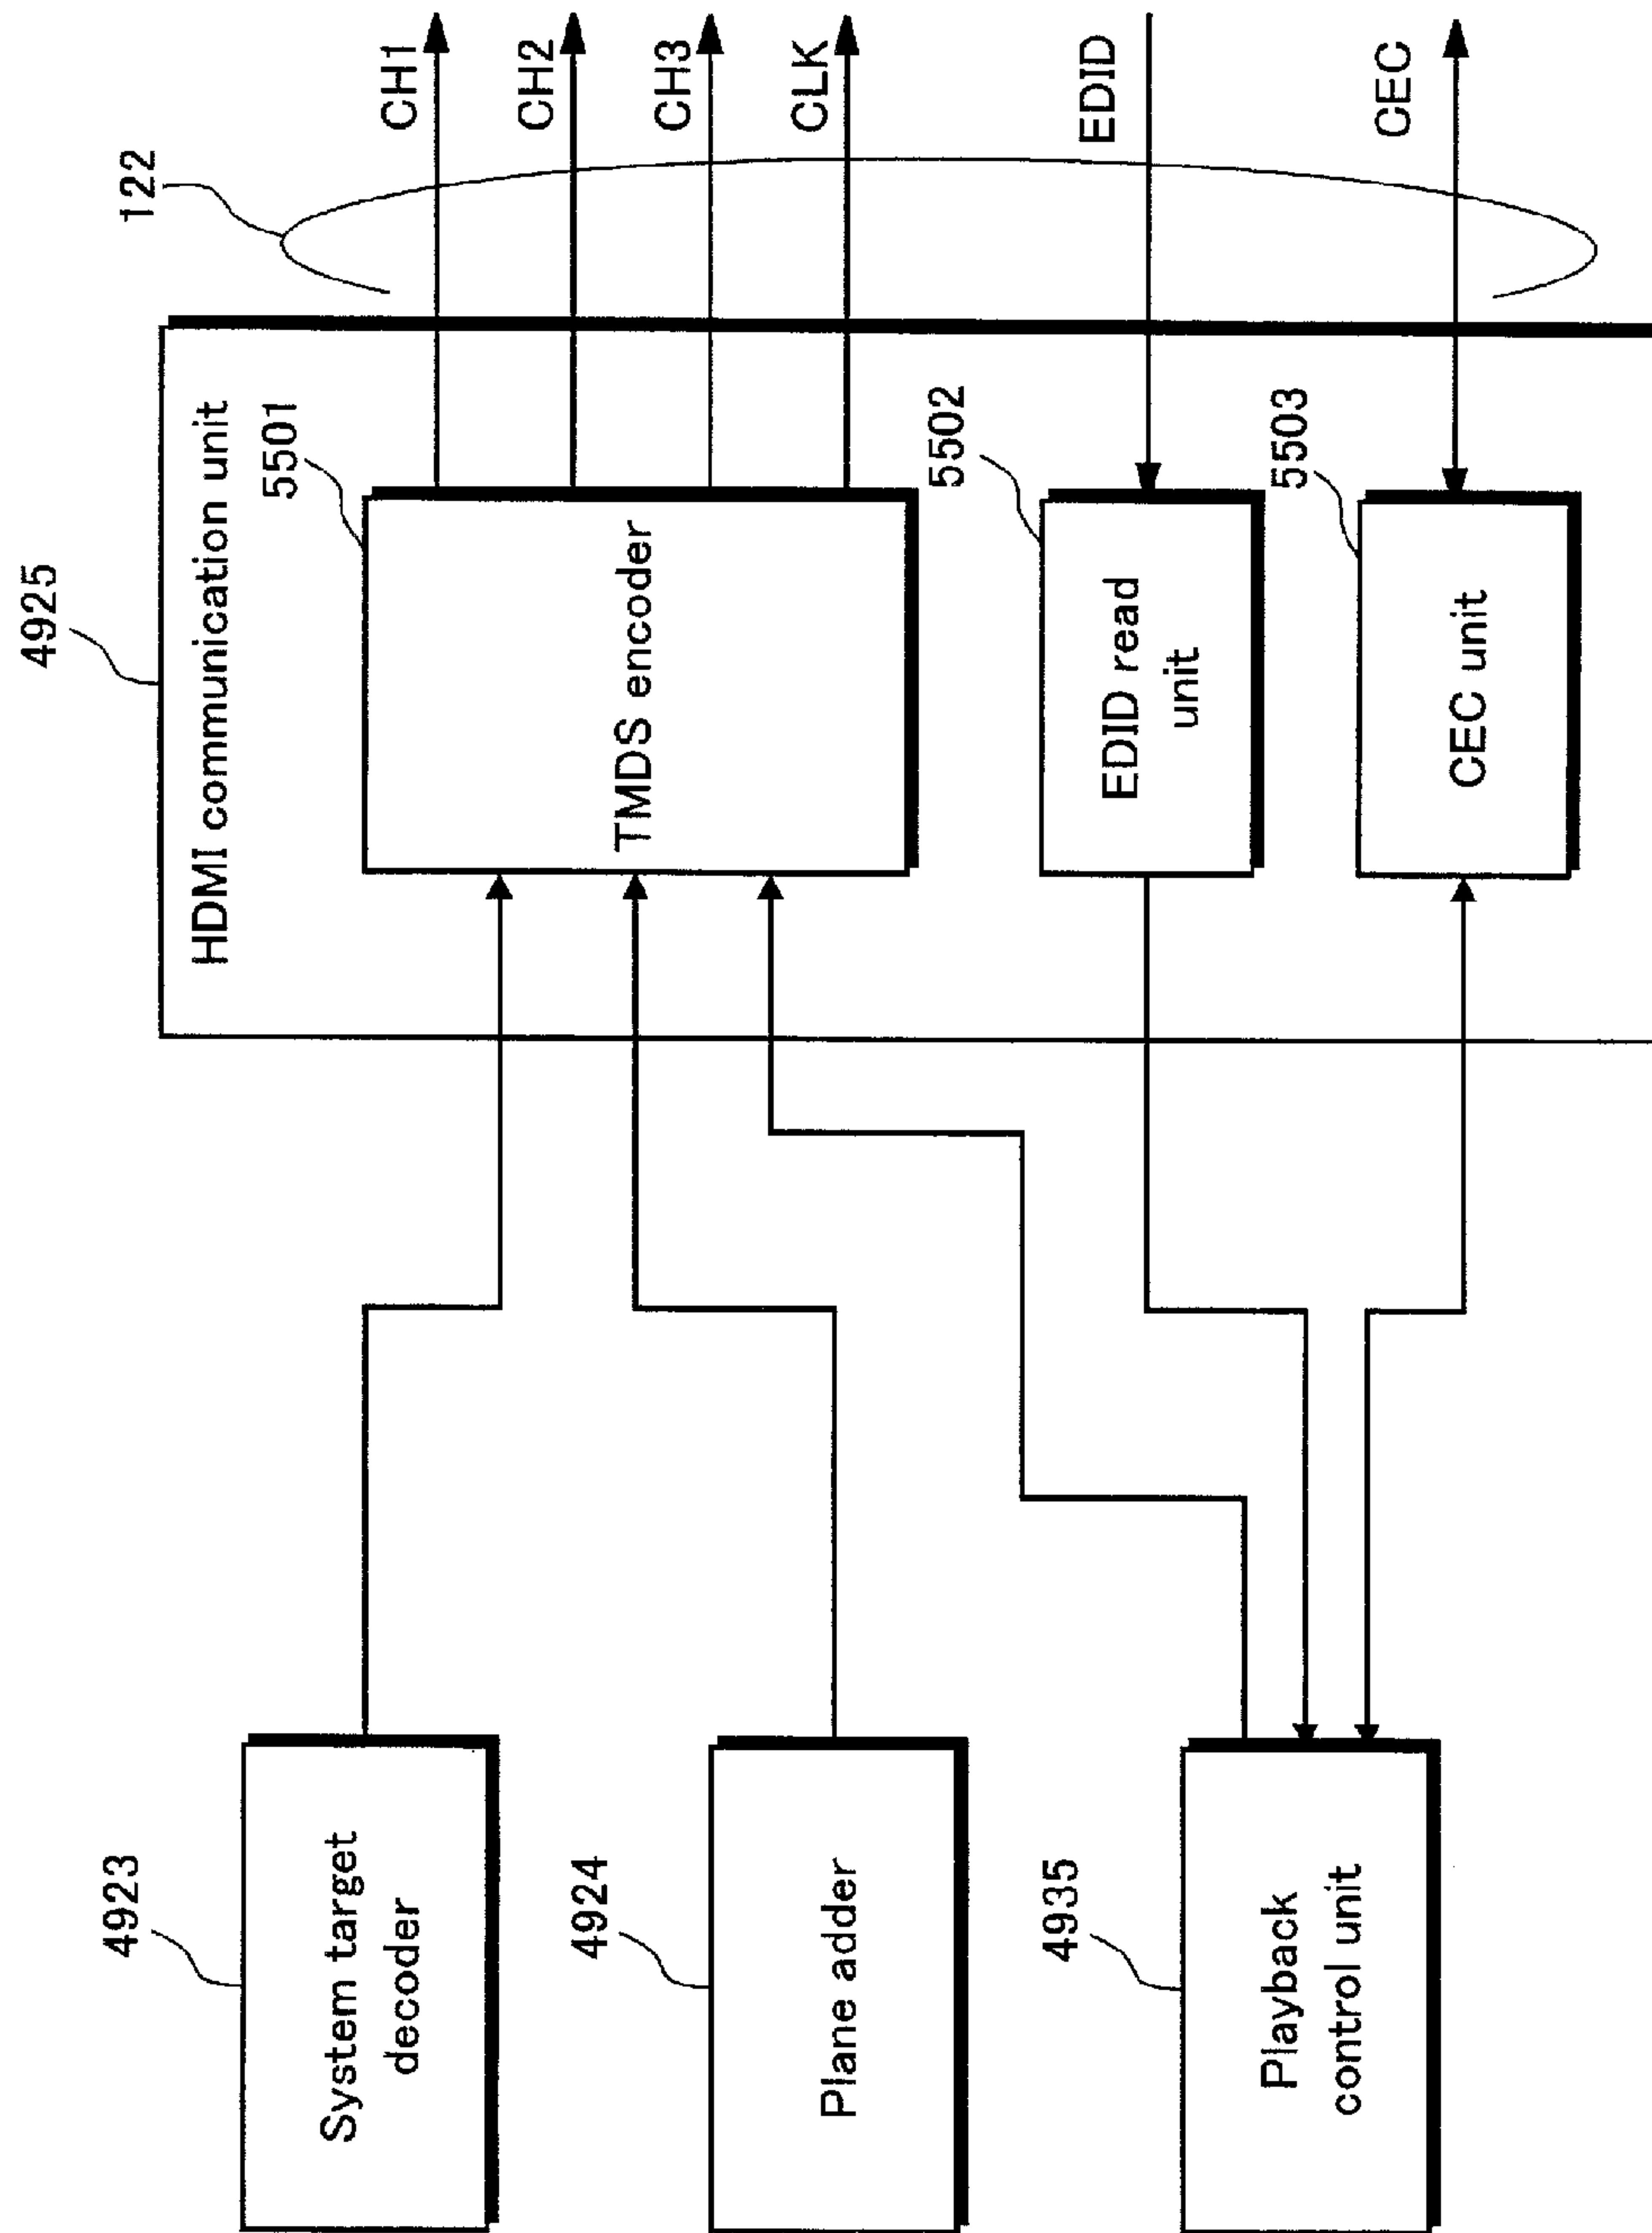 4923
System target
decoder
4924
Plane adder
4935
Playback
control unit
4925
HDMI communication unit
5501
TMDS encoder
5502
EDID read
unit
5503
CEC unit
122
CH1
CH2
CH3
CLK
EDID
CEC